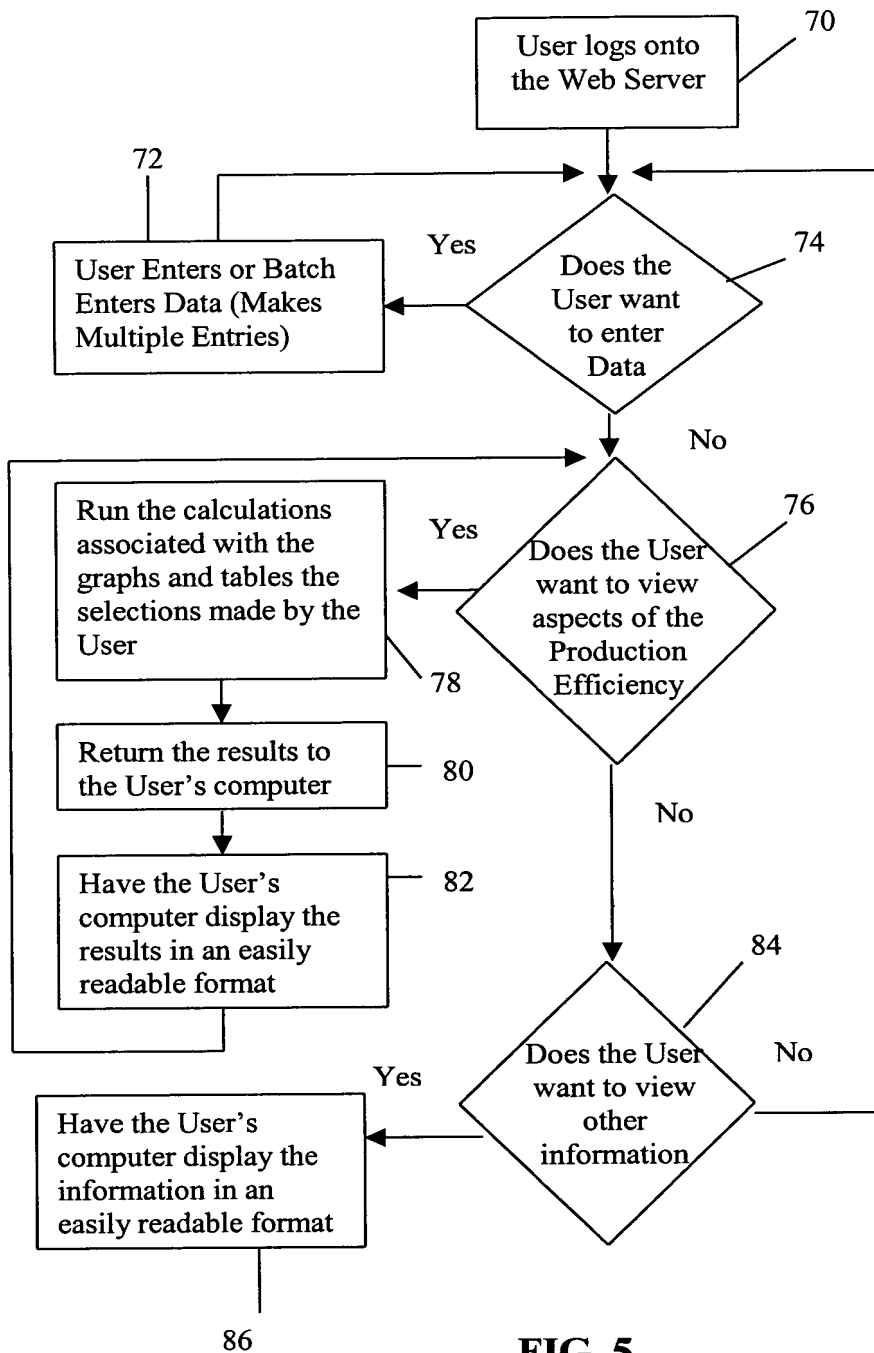 70
User logs onto
the Web Server
72
Yes
74
User Enters or Batch
Enters Data (Makes
Multiple Entries)
Does the
User want
to enter
Data
No
76
Run the calculations
associated with the
graphs and tables the
selections made by the
User
Yes
Does the User
want to view
aspects of the
Production
Efficiency
78
Return the results to
the User's computer
80
No
Have the User's
computer display the
results in an easily
readable format
82
84
Does the User
want to view
other
information
No
Yes
Have the User's
computer display the
information in an
easily readable format
86
FIG. 5